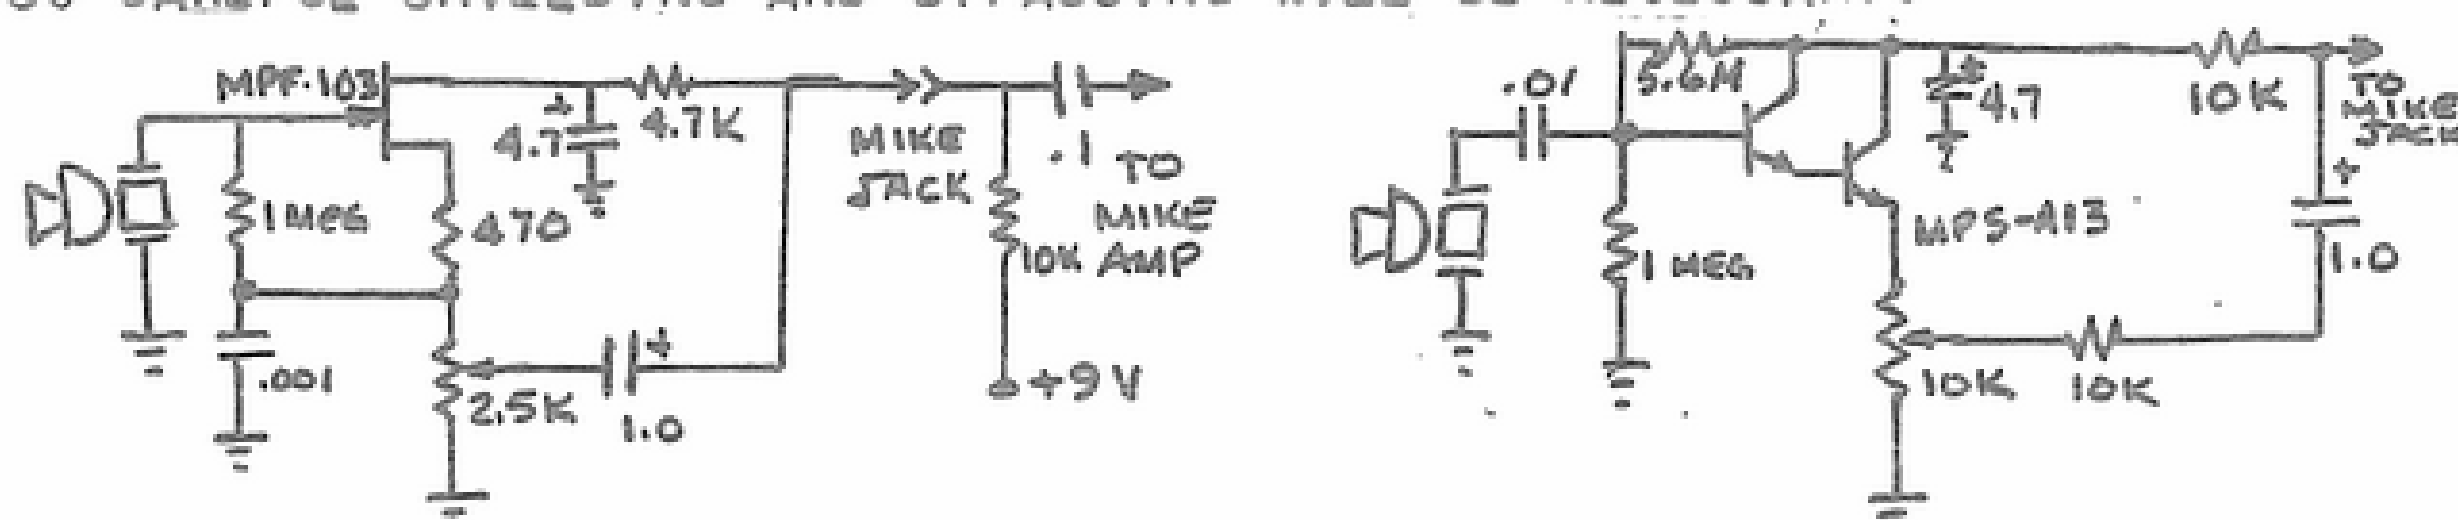 MPF-103
1 MEG
.001
470
4.7
4.7K
2.5K
1.0
MIKE
JACK
.1
TO
MIKE
AMP
10K
+9V
.01
5.6M
1 MEG
MPS-A13
4.7
10K
TO
MIKE
JACK
1.0
10K
10K